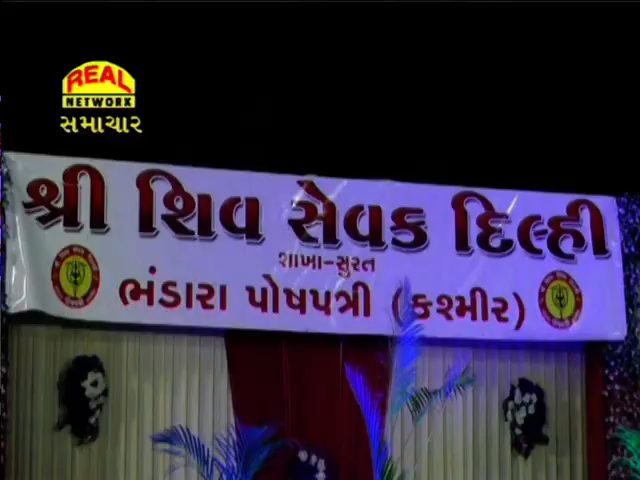 REAL
NETWORK
સમાચાર
શ્રી શિવ સેવક દિલ્હી
શાખા-સુરત
ભંડારા પોષપત્રી (કશ્મીર)